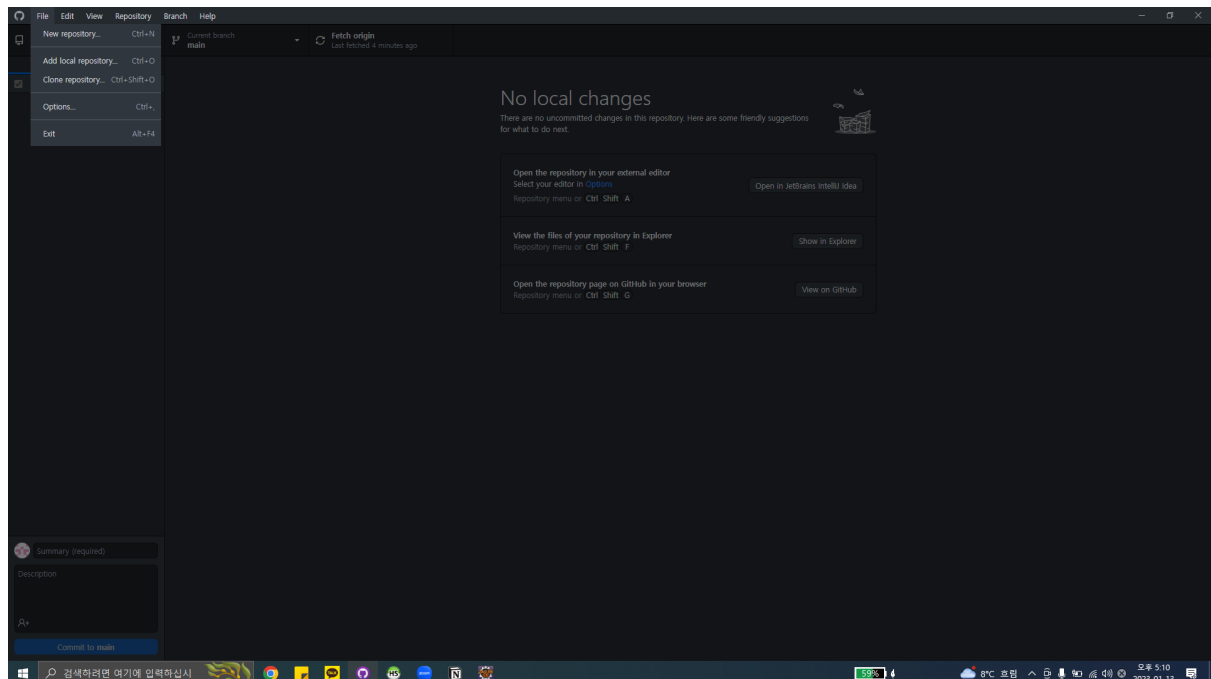 File Edit View Repository Branch Help
New repository... Ctrl+N
Add local repository... Ctrl+O
Clone repository... Ctrl+Shift+O
Options... Ctrl+,
Exit Alt+F4
Current branch
main
Fetch origin
Last fetched 4 minutes ago
No local changes
There are no uncommitted changes in this repository. Here are some friendly suggestions
for what to do next.
Open the repository in your external editor
Select your editor in Options
Repository menu or Ctrl Shift A
Open in JetBrains IntelliJ Idea
View the files of your repository in Explorer
Repository menu or Ctrl Shift F
Show in Explorer
Open the repository page on GitHub in your browser
Repository menu or Ctrl Shift G
View on GitHub
Summary (required)
Description
Commit to main
검색하려면 여기에 입력하십시
TALK
HS
zoom
59%
8°C 흐림
오후 5:10
2023-01-13